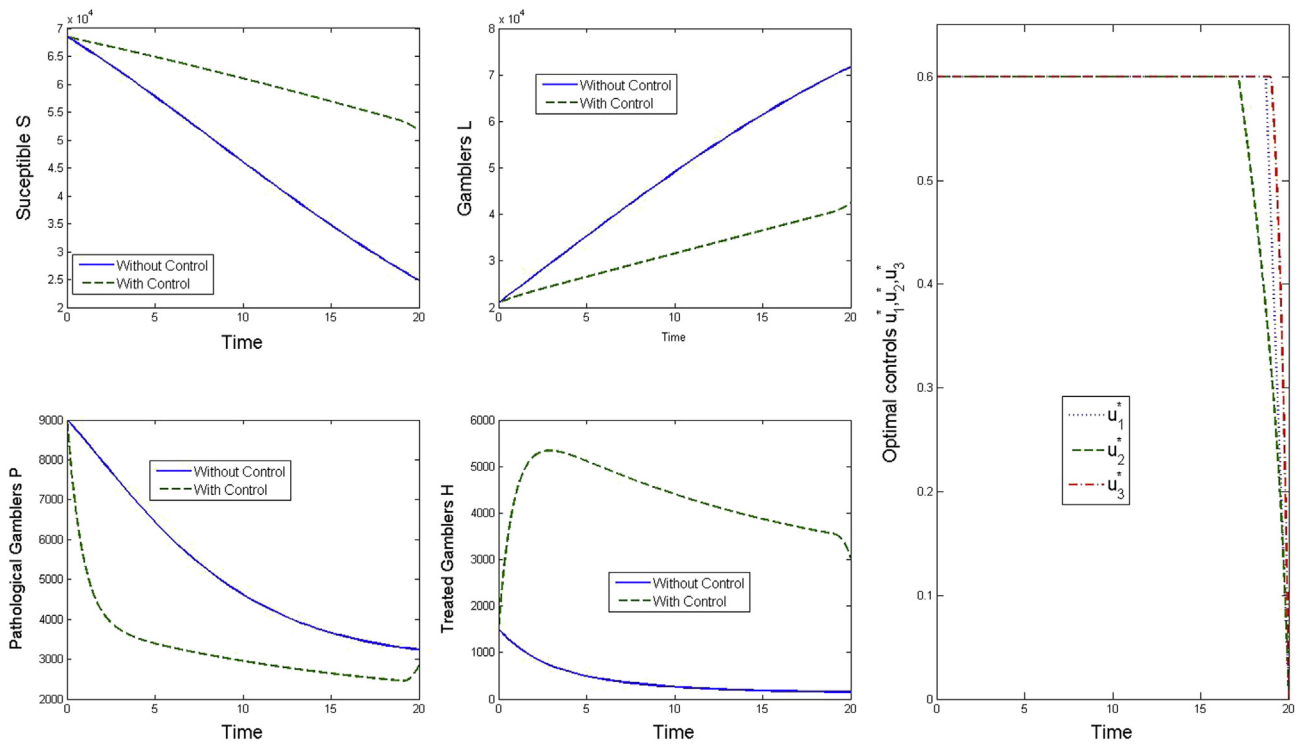 x 10^4
7
6.5
6
5.5
5
4.5
4
3.5
3
2.5
2
Suceptible S
Without Control
With Control
0 5 10 15 20
Time
x 10^4
8
7
6
5
4
3
2
Gamblers L
Without Control
With Control
0 5 10 15 20
Time
9000
8000
7000
6000
5000
4000
3000
2000
Pathological Gamblers P
Without Control
With Control
0 5 10 15 20
Time
6000
5000
4000
3000
2000
1000
0
Treated Gamblers H
Without Control
With Control
0 5 10 15 20
Time
0.6
0.5
0.4
0.3
0.2
0.1
0
Optimal controls u*1,u*2,u*3
u*1
u*2
u*3
0 5 10 15 20
Time